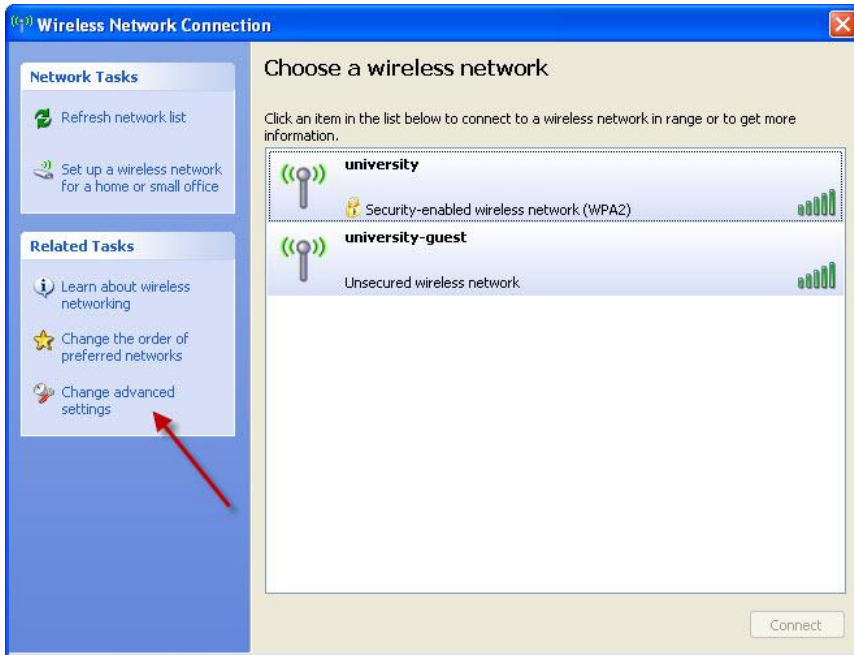 Wireless Network Connection
Network Tasks
Refresh network list
Set up a wireless network
for a home or small office
Related Tasks
Learn about wireless
networking
Change the order of
preferred networks
Change advanced
settings
Choose a wireless network
Click an item in the list below to connect to a wireless network in range or to get more
information.
university
Security-enabled wireless network (WPA2)
university-guest
Unsecured wireless network
Connect